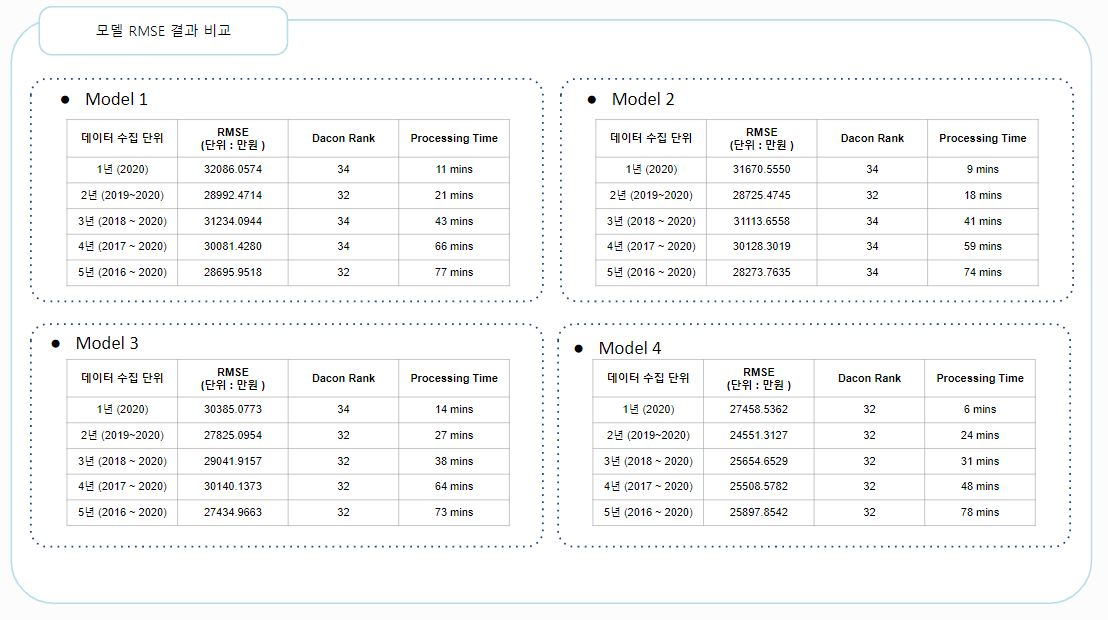 모델 RMSE 결과 비교
● Model 1
데이터 수집 단위 RMSE (단위 : 만원 ) Dacon Rank Processing Time
1년 (2020) 32086.0574 34 11 mins
2년 (2019~2020) 28992.4714 32 21 mins
3년 (2018 ~ 2020) 31234.0944 34 43 mins
4년 (2017 ~ 2020) 30081.4280 34 66 mins
5년 (2016 ~ 2020) 28695.9518 32 77 mins
● Model 2
데이터 수집 단위 RMSE (단위 : 만원 ) Dacon Rank Processing Time
1년 (2020) 31670.5550 34 9 mins
2년 (2019~2020) 28725.4745 32 18 mins
3년 (2018 ~ 2020) 31113.6558 34 41 mins
4년 (2017 ~ 2020) 30128.3019 34 59 mins
5년 (2016 ~ 2020) 28273.7635 34 74 mins
● Model 3
데이터 수집 단위 RMSE (단위 : 만원 ) Dacon Rank Processing Time
1년 (2020) 30385.0773 34 14 mins
2년 (2019~2020) 27825.0954 32 27 mins
3년 (2018 ~ 2020) 29041.9157 32 38 mins
4년 (2017 ~ 2020) 30140.1373 32 64 mins
5년 (2016 ~ 2020) 27434.9663 32 73 mins
● Model 4
데이터 수집 단위 RMSE (단위 : 만원 ) Dacon Rank Processing Time
1년 (2020) 27458.5362 32 6 mins
2년 (2019~2020) 24551.3127 32 24 mins
3년 (2018 ~ 2020) 25654.6529 32 31 mins
4년 (2017 ~ 2020) 25508.5782 32 48 mins
5년 (2016 ~ 2020) 25897.8542 32 78 mins